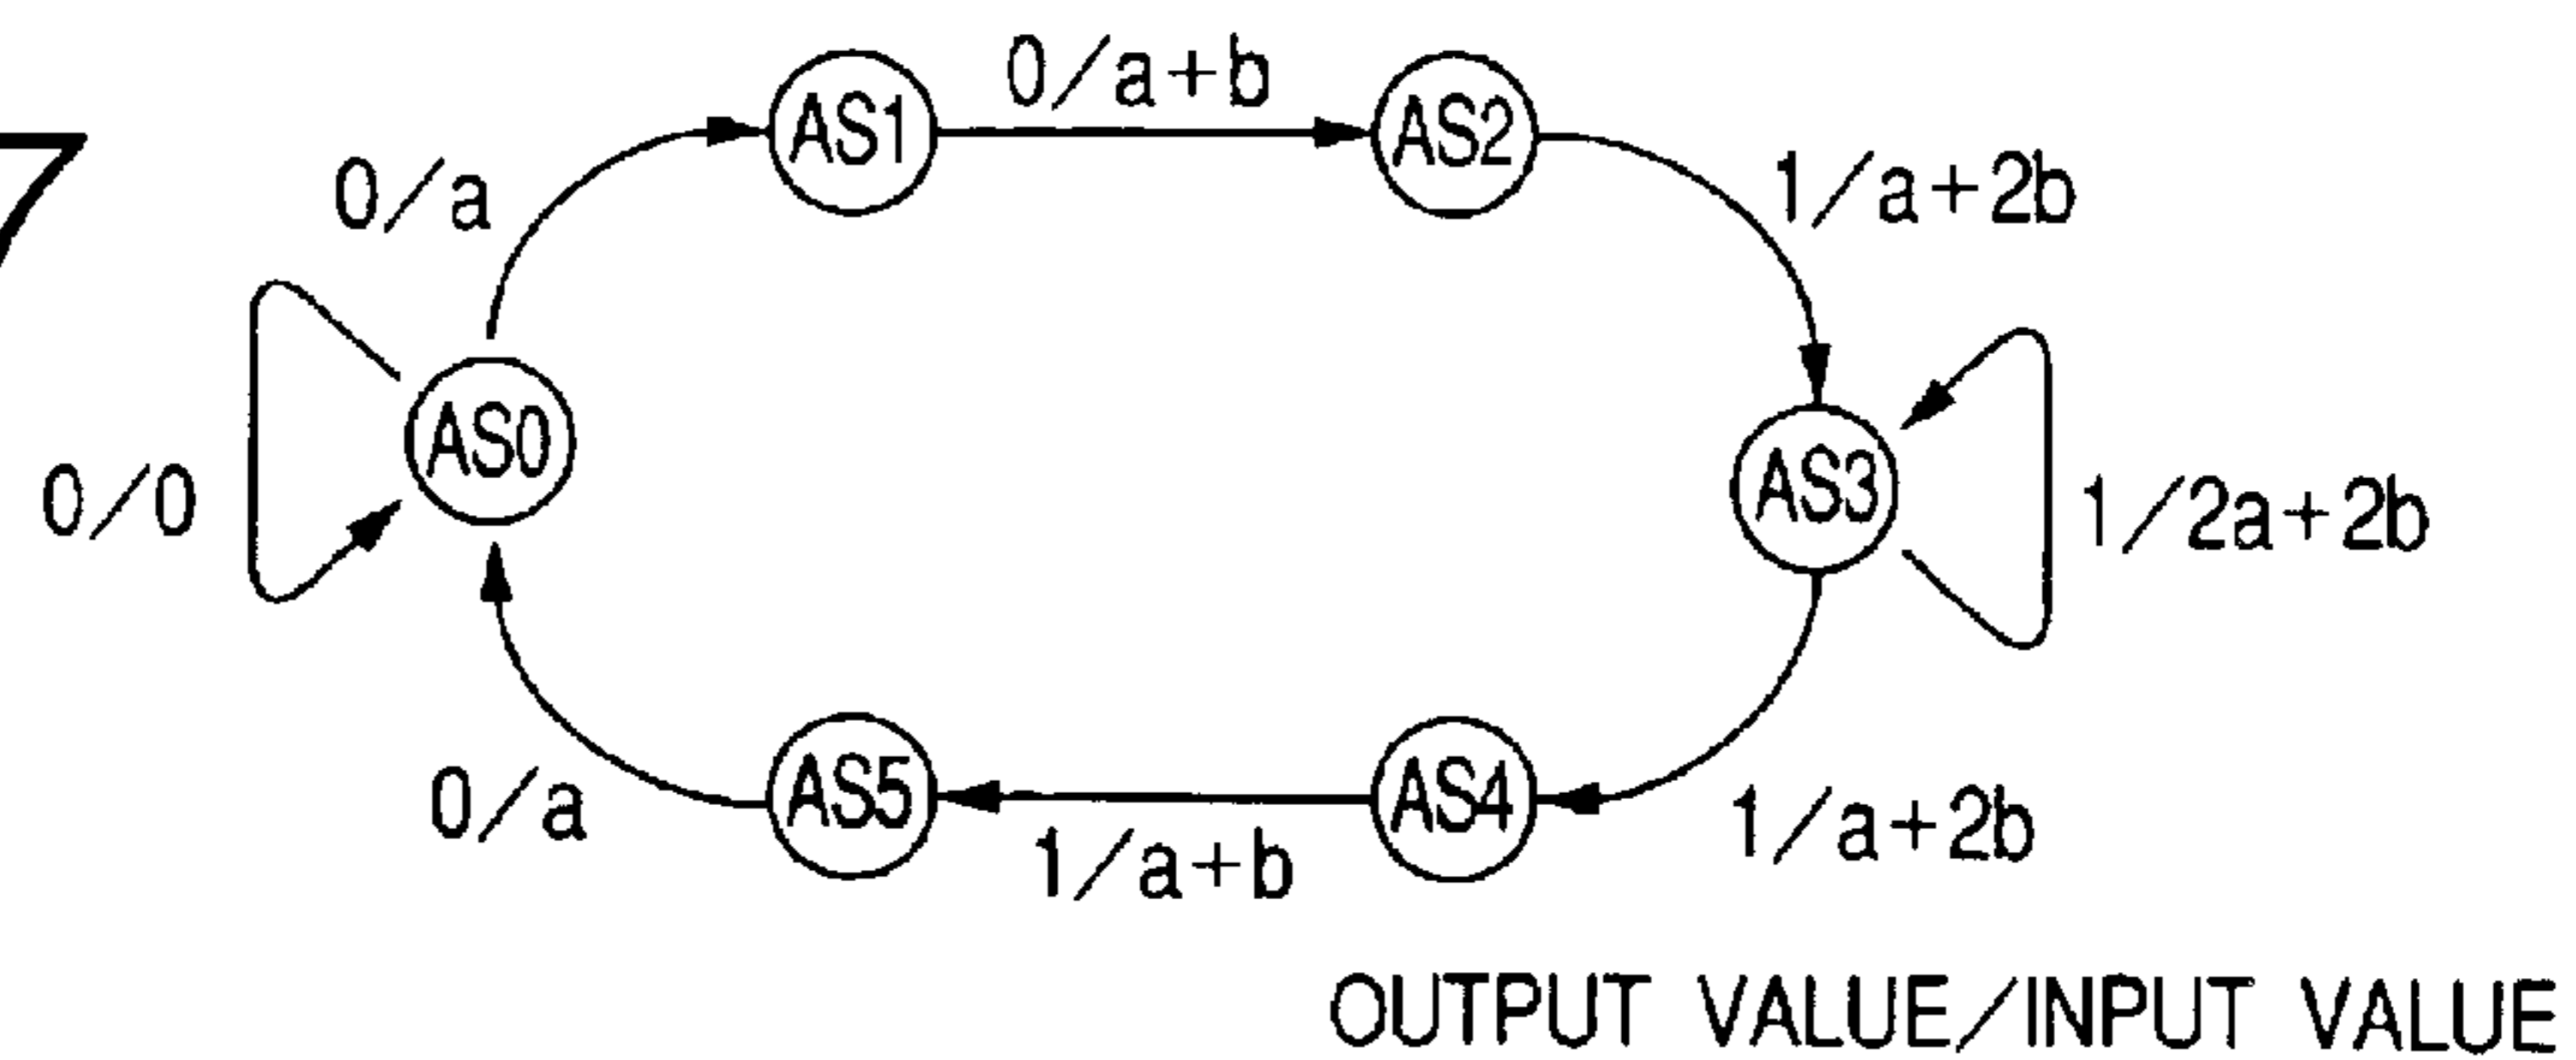 7
AS1
0/a+b
AS2
0/a
1/a+2b
AS0
0/0
AS3
1/2a+2b
AS5
AS4
0/a
1/a+b
1/a+2b
OUTPUT VALUE/INPUT VALUE